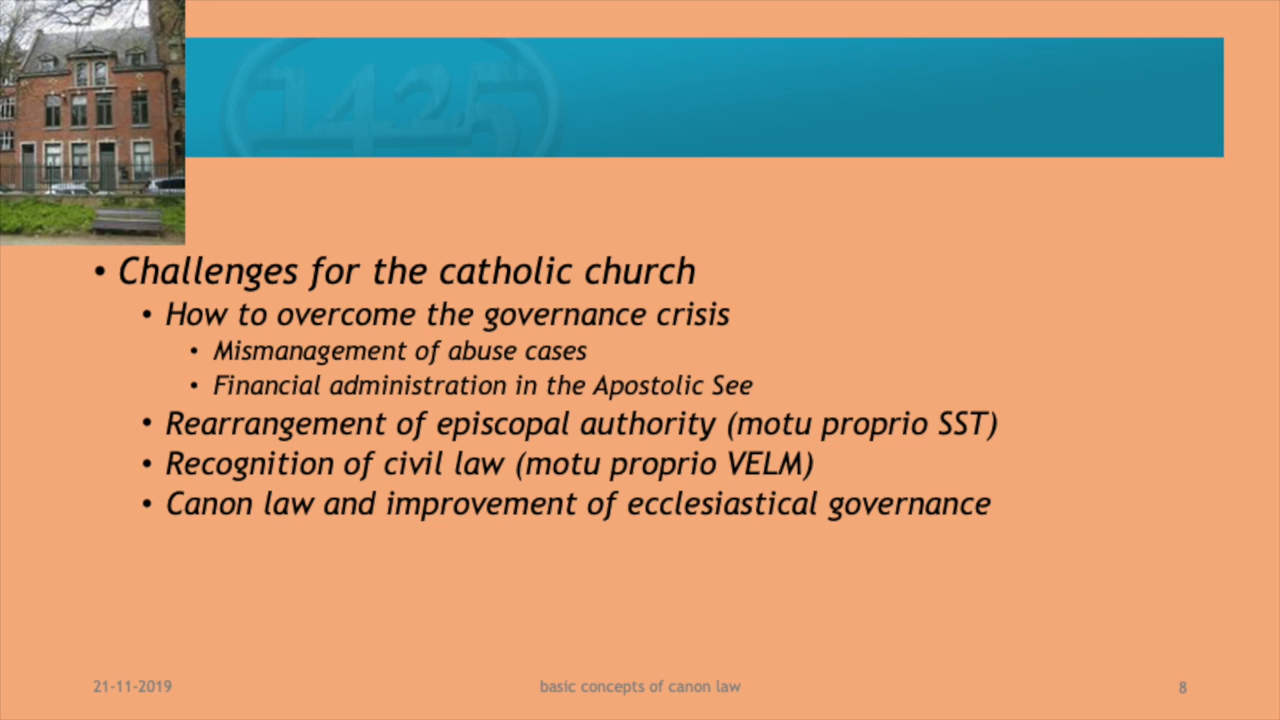 1425
• Challenges for the catholic church
• How to overcome the governance crisis
• Mismanagement of abuse cases
• Financial administration in the Apostolic See
• Rearrangement of episcopal authority (motu proprio SST)
• Recognition of civil law (motu proprio VELM)
• Canon law and improvement of ecclesiastical governance
21-11-2019
basic concepts of canon law
8